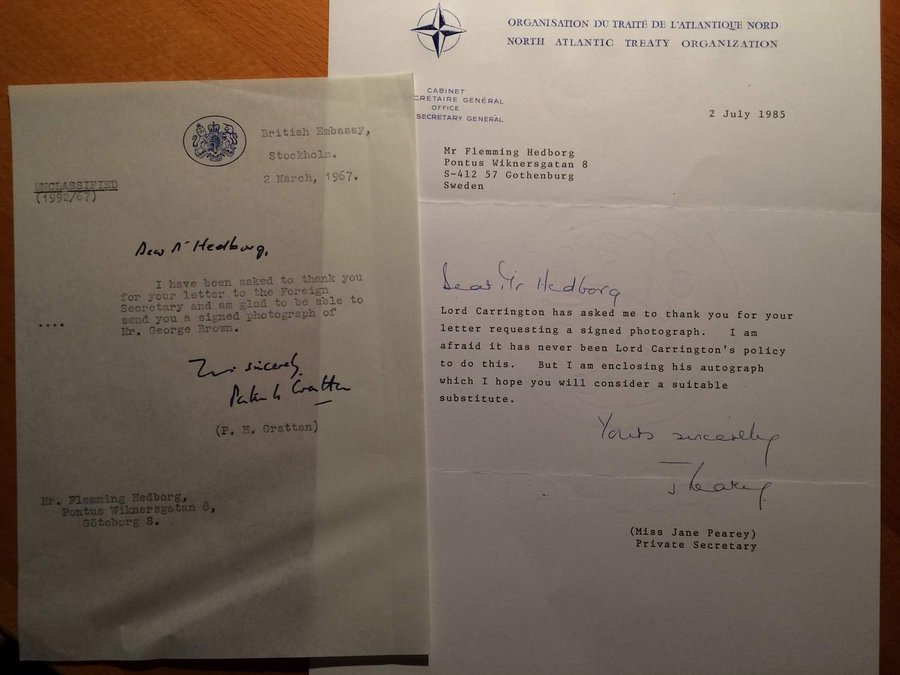 British Embassy,
Stockholm.
2 March, 1967.
UNCLASSIFIED
(1992/67)
Dear Mr Hedborg,
I have been asked to thank you
for your letter to the Foreign
Secretary and am glad to be able to
send you a signed photograph of
Mr. George Brown.
....
Yours sincerely,
Patrick Grattan
(P. H. Grattan)
Mr. Flemming Hedborg,
Pontus Wiknersgatan 8,
Göteborg S.
ORGANISATION DU TRAITÉ DE L'ATLANTIQUE NORD
NORTH ATLANTIC TREATY ORGANIZATION
CABINET
CRÉTAIRE GÉNÉRAL
OFFICE
SECRETARY GENERAL
2 July 1985
Mr Flemming Hedborg
Pontus Wiknersgatan 8
S-412 57 Gothenburg
Sweden
Dear Mr Hedborg
Lord Carrington has asked me to thank you for your
letter requesting a signed photograph. I am
afraid it has never been Lord Carrington's policy
to do this. But I am enclosing his autograph
which I hope you will consider a suitable
substitute.
Yours sincerely
J Pearey
(Miss Jane Pearey)
Private Secretary